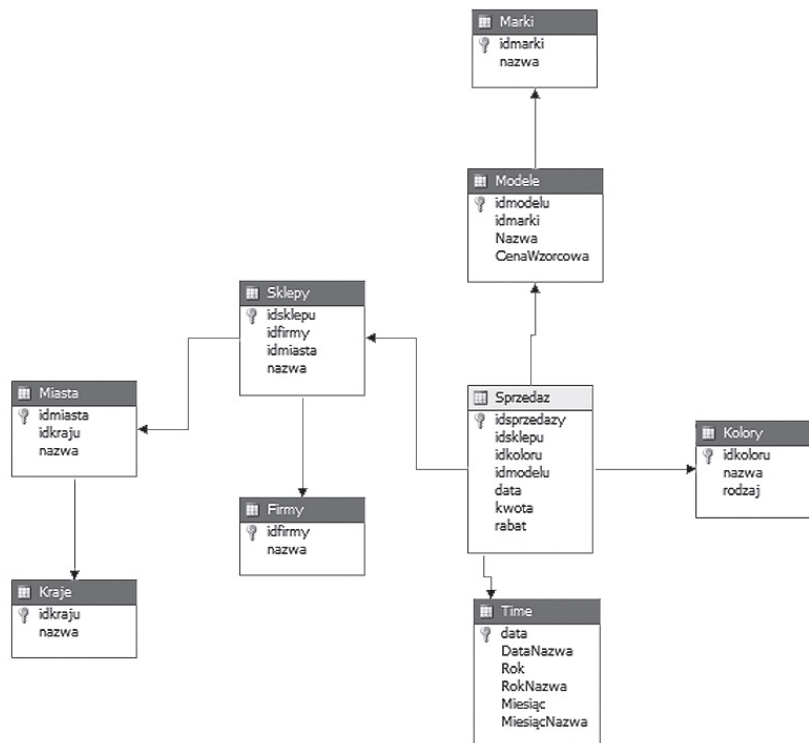 Marki
idmarki
nazwa
Modele
idmodelu
idmarki
Nazwa
CenaWzorcowa
Sklepy
idsklepu
idfirmy
idmiasta
nazwa
Miasta
idmiasta
idkraju
nazwa
Sprzedaz
idsprzedazy
idsklepu
idkoloru
idmodelu
data
kwota
rabat
Kolory
idkoloru
nazwa
rodzaj
Firmy
idfirmy
nazwa
Kraje
idkraju
nazwa
Time
data
DataNazwa
Rok
RokNazwa
Miesiąc
MiesiącNazwa